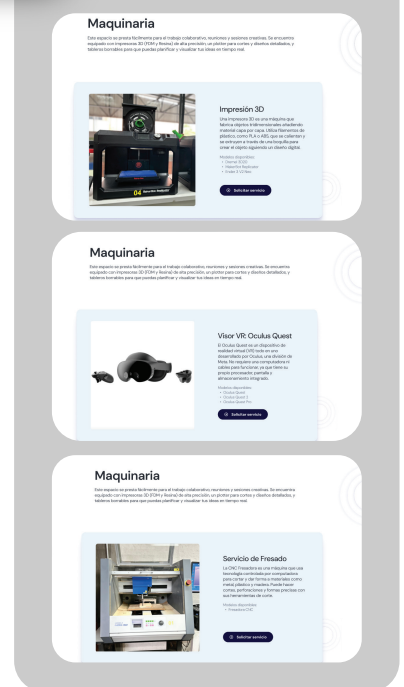 Maquinaria
Este espacio se presta fácilmente para el trabajo colaborativo, reuniones y sesiones creativas. Se encuentra
equipado con impresoras 3D (FDM y Resina) de alta precisión, un plotter para cortes y diseños detallados, y
tableros borrables para que puedas planificar y visualizar tus ideas en tiempo real.
Impresión 3D
Una impresora 3D es una máquina que
fabrica objetos tridimensionales añadiendo
material capa por capa. Utiliza filamentos de
plástico, como PLA o ABS, que se calientan y
se extruyen a través de una boquilla para
crear el objeto siguiendo un diseño digital.
Modelos disponibles:
MakerBot Replicator
04 MakerBot Replicator
Solicitar servicio
Maquinaria
Este espacio se presta fácilmente para el trabajo colaborativo, reuniones y sesiones creativas. Se encuentra
equipado con impresoras 3D (FDM y Resina) de alta precisión, un plotter para cortes y diseños detallados, y
tableros borrables para que puedas planificar y visualizar tus ideas en tiempo real.
Visor VR: Oculus Quest
El Oculus Quest es un dispositivo de
realidad virtual (VR) todo en uno
desarrollado por Oculus, una división de
Meta. No requiere una computadora ni
cables para funcionar, ya que tiene su
propio procesador, pantalla y
almacenamiento integrado.
Modelos disponibles:
Oculus Quest
Oculus Quest 2
Oculus Quest Pro
Solicitar servicio
Maquinaria
Este espacio se presta fácilmente para el trabajo colaborativo, reuniones y sesiones creativas. Se encuentra
equipado con impresoras 3D (FDM y Resina) de alta precisión, un plotter para cortes y diseños detallados, y
tableros borrables para que puedas planificar y visualizar tus ideas en tiempo real.
Servicio de Fresado
La CNC Fresadora es una máquina que usa
tecnología controlada por computadora
para cortar y dar forma a materiales como
metal, plástico y madera. Puede hacer
cortes, perforaciones y formas precisas con
sus herramientas de corte.
Modelos disponibles:
Fresadora CNC
Solicitar servicio